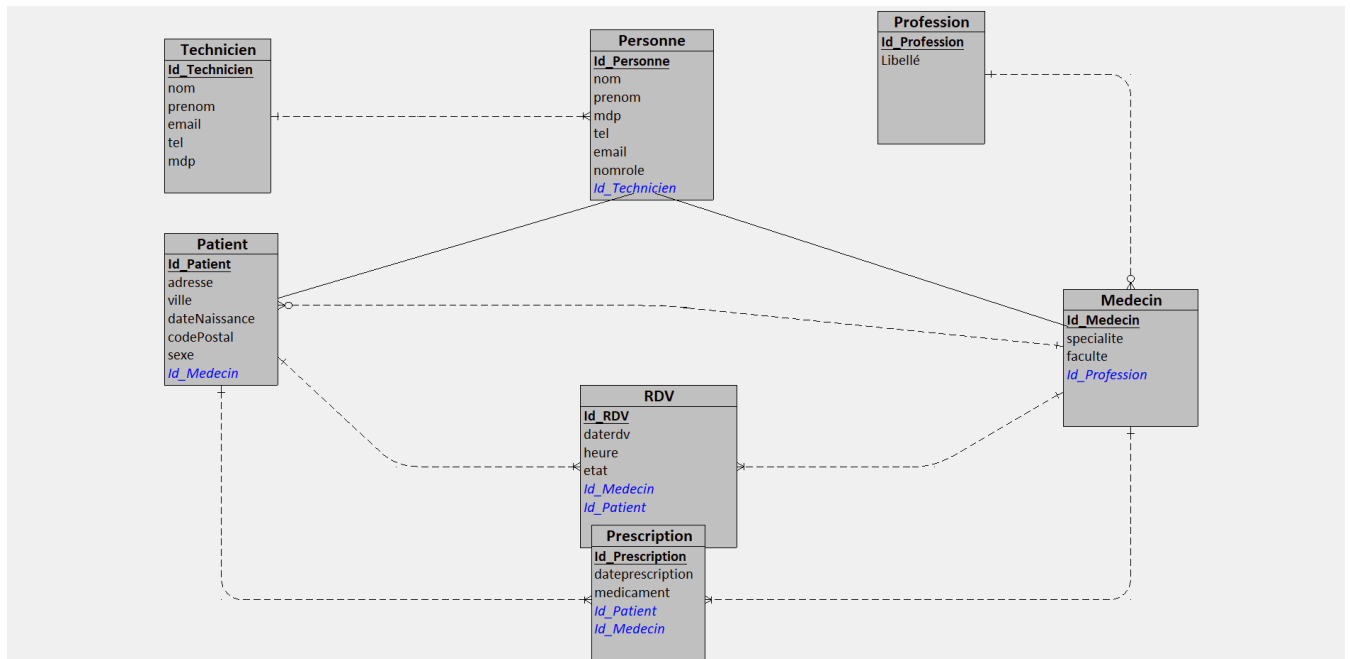 Technicien
Id_Technicien
nom
prenom
email
tel
mdp
Personne
Id_Personne
nom
prenom
mdp
tel
email
nomrole
Id_Technicien
Profession
Id_Profession
Libellé
Patient
Id_Patient
adresse
ville
dateNaissance
codePostal
sexe
Id_Medecin
Medecin
Id_Medecin
specialite
faculte
Id_Profession
RDV
Id_RDV
daterdv
heure
etat
Id_Medecin
Id_Patient
Prescription
Id_Prescription
dateprescription
medicament
Id_Patient
Id_Medecin